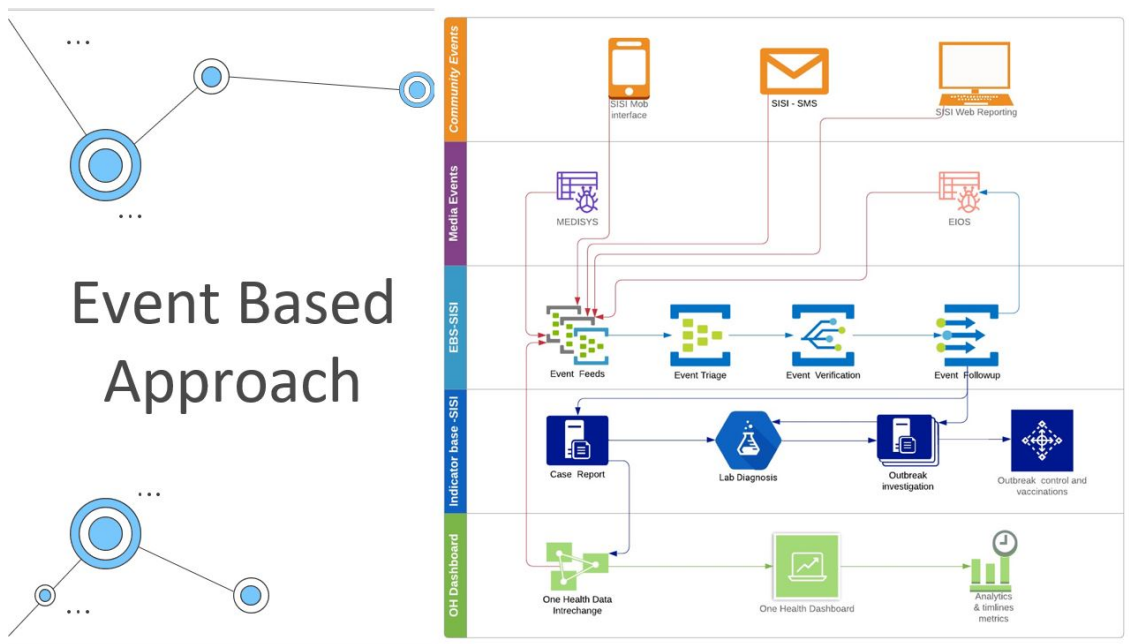 Event Based
Approach
Community Events
SISI Mob
interface
SISI - SMS
SISI Web Reporting
Media Events
MEDISYS
EIOS
EBS-SISI
Event Feeds
Event Triage
Event Verification
Event Followup
Indicator base -SISI
Case Report
Lab Diagnosis
Outbreak
investigation
Outbreak control and
vaccinations
OH Dashboard
One Health Data
Intrechange
One Health Dashboard
Analytics
& timlines
metrics